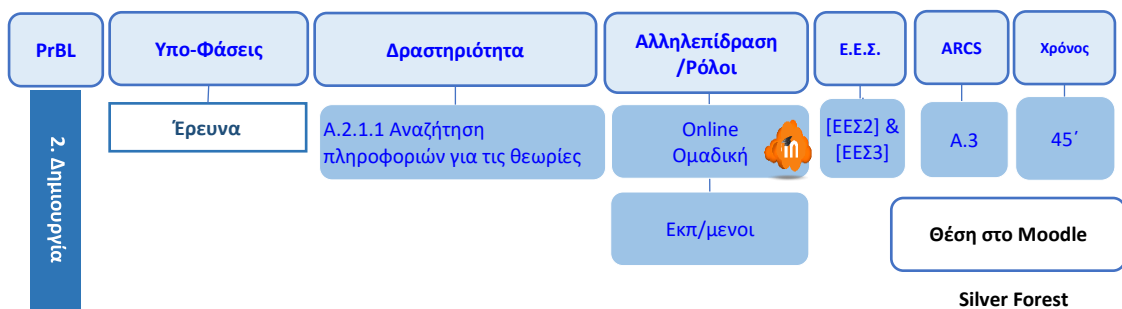 PrBL
Υπο-Φάσεις
Δραστηριότητα
Αλληλεπίδραση
/Ρόλοι
Ε.Ε.Σ.
ARCS
Χρόνος
2. Δημιουργία
Έρευνα
Α.2.1.1 Αναζήτηση
πληροφοριών για τις θεωρίες
Online
Ομαδική
in
[ΕΕΣ2] &
[ΕΕΣ3]
Α.3
45΄
Εκπ/μενοι
Θέση στο Moodle
Silver Forest